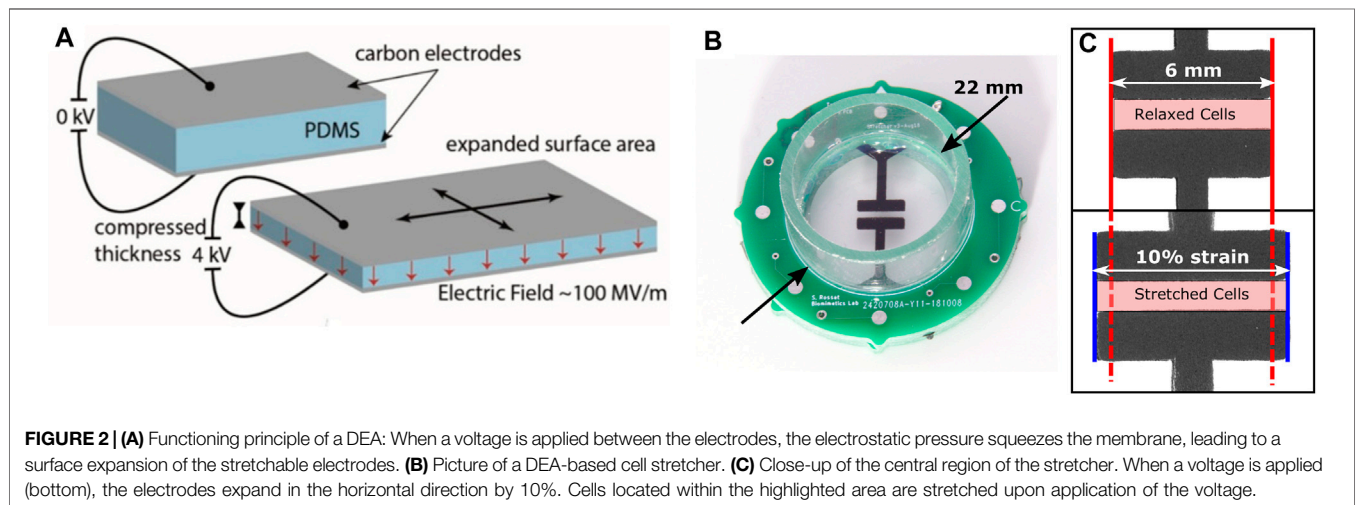 A
carbon electrodes
0 kV
PDMS
expanded surface area
compressed
thickness
4 kV
Electric Field ~100 MV/m
B
22 mm
S. Rosset
Biomimetics Lab
2420708A-Y11-181008
C
6 mm
Relaxed Cells
10% strain
Stretched Cells
FIGURE 2 | (A) Functioning principle of a DEA: When a voltage is applied between the electrodes, the electrostatic pressure squeezes the membrane, leading to a
surface expansion of the stretchable electrodes. (B) Picture of a DEA-based cell stretcher. (C) Close-up of the central region of the stretcher. When a voltage is applied
(bottom), the electrodes expand in the horizontal direction by 10%. Cells located within the highlighted area are stretched upon application of the voltage.